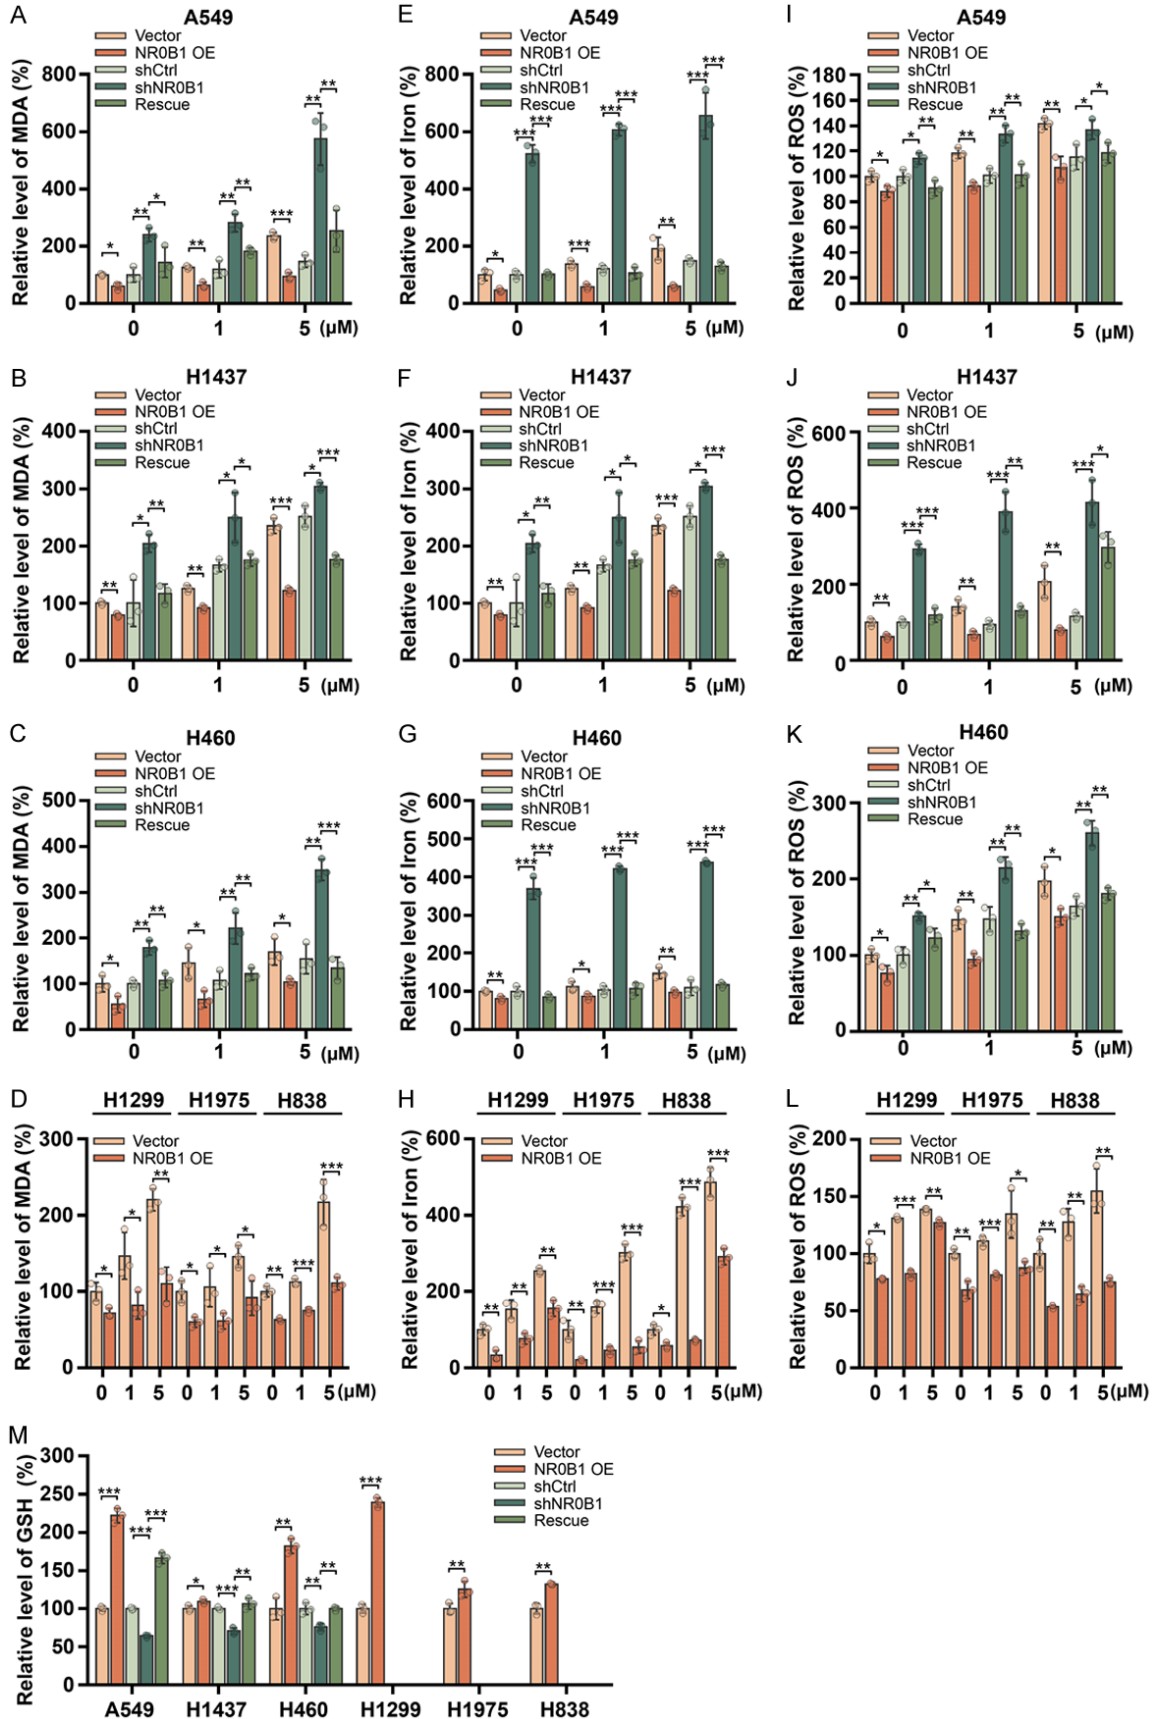 A
A549
Vector
NR0B1 OE
shCtrl
shNR0B1
Rescue
Relative level of MDA (%)
800
600
400
200
0
* ** * ** ** ** *** ** **
0 1 5 (μM)
E
A549
Vector
NR0B1 OE
shCtrl
shNR0B1
Rescue
Relative level of Iron (%)
800
600
400
200
0
* *** *** *** *** *** ** *** ***
0 1 5 (μM)
I
A549
Vector
NR0B1 OE
shCtrl
shNR0B1
Rescue
Relative level of ROS (%)
180
160
140
120
100
80
60
40
20
0
* * ** ** ** ** ** * *
0 1 5 (μM)
B
H1437
Vector
NR0B1 OE
shCtrl
shNR0B1
Rescue
Relative level of MDA (%)
400
300
200
100
0
** * ** ** * * *** * ***
0 1 5 (μM)
F
H1437
Vector
NR0B1 OE
shCtrl
shNR0B1
Rescue
Relative level of Iron (%)
400
300
200
100
0
** * ** ** * * *** * ***
0 1 5 (μM)
J
H1437
Vector
NR0B1 OE
shCtrl
shNR0B1
Rescue
Relative level of ROS (%)
600
400
200
0
** *** *** ** *** ** ** *** *
0 1 5 (μM)
C
H460
Vector
NR0B1 OE
shCtrl
shNR0B1
Rescue
Relative level of MDA (%)
500
400
300
200
100
0
* ** ** * ** ** * ** ***
0 1 5 (μM)
G
H460
Vector
NR0B1 OE
shCtrl
shNR0B1
Rescue
Relative level of Iron (%)
600
500
400
300
200
100
0
** *** *** * *** *** ** *** ***
0 1 5 (μM)
K
H460
Vector
NR0B1 OE
shCtrl
shNR0B1
Rescue
Relative level of ROS (%)
300
200
100
0
* ** * ** ** ** * ** **
0 1 5 (μM)
D
H1299 H1975 H838
Vector
NR0B1 OE
Relative level of MDA (%)
300
200
100
0
* * ** * * * ** *** ***
0 1 5 0 1 5 0 1 5 (μM)
H
H1299 H1975 H838
Vector
NR0B1 OE
Relative level of Iron (%)
600
400
200
0
** ** ** ** *** *** * *** ***
0 1 5 0 1 5 0 1 5 (μM)
L
H1299 H1975 H838
Vector
NR0B1 OE
Relative level of ROS (%)
200
150
100
50
0
* *** ** ** *** * ** ** **
0 1 5 0 1 5 0 1 5 (μM)
M
Vector
NR0B1 OE
shCtrl
shNR0B1
Rescue
Relative level of GSH (%)
300
250
200
150
100
50
0
*** *** *** * *** ** ** ** ** *** ** **
A549 H1437 H460 H1299 H1975 H838